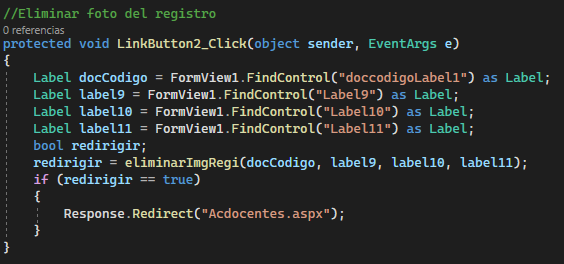 //Eliminar foto del registro
0 referencias
protected void LinkButton2_Click(object sender, EventArgs e)
{
Label docCodigo = FormView1.FindControl("doccodigoLabel1") as Label;
Label label9 = FormView1.FindControl("Label9") as Label;
Label label10 = FormView1.FindControl("Label10") as Label;
Label label11 = FormView1.FindControl("Label11") as Label;
bool redirigir;
redirigir = eliminarImgRegi(docCodigo, label9, label10, label11);
if (redirigir == true)
{
Response.Redirect("Acdocentes.aspx");
}
}